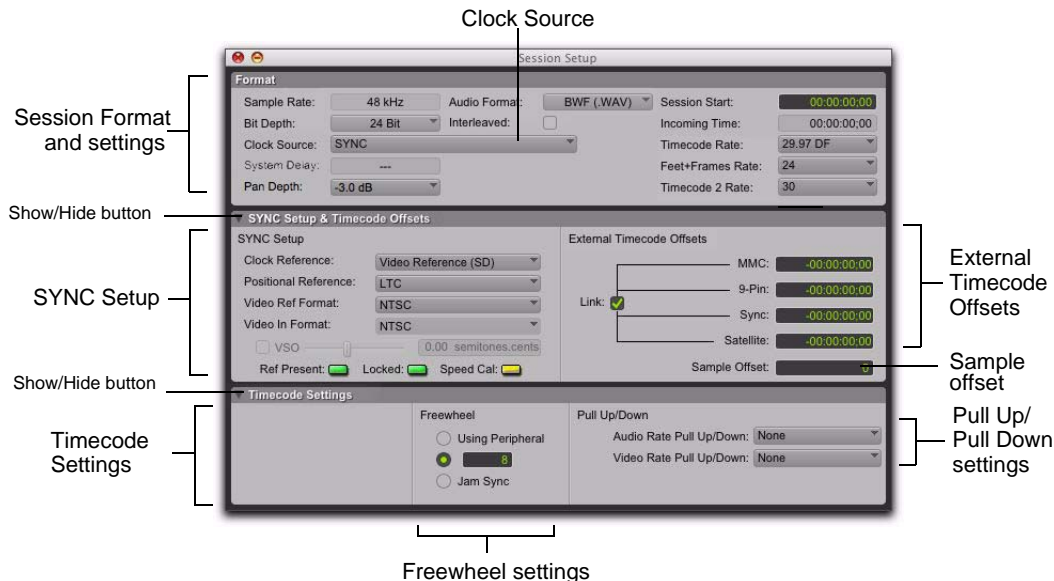 Clock Source
Session Setup
Format
Session Format
and settings
Sample Rate: 48 kHz Audio Format: BWF (.WAV) Session Start: 00:00:00;00
Bit Depth: 24 Bit Interleaved: Incoming Time: 00:00:00;00
Clock Source: SYNC Timecode Rate: 29.97 DF
System Delay: --- Feet+Frames Rate: 24
Pan Depth: -3.0 dB Timecode 2 Rate: 30
Show/Hide button
SYNC Setup & Timecode Offsets
SYNC Setup
SYNC Setup
Clock Reference: Video Reference (SD)
Positional Reference: LTC
Video Ref Format: NTSC
Video In Format: NTSC
VSO 0.00 semitones.cents
Ref Present: Locked: Speed Cal:
External Timecode Offsets
Link:
MMC: -00:00:00;00
9-Pin: -00:00:00;00
Sync: -00:00:00;00
Satellite: -00:00:00;00
Sample Offset: 0
External
Timecode
Offsets
Sample
offset
Show/Hide button
Timecode Settings
Timecode
Settings
Freewheel
Using Peripheral
8
Jam Sync
Pull Up/Down
Audio Rate Pull Up/Down: None
Video Rate Pull Up/Down: None
Pull Up/
Pull Down
settings
Freewheel settings